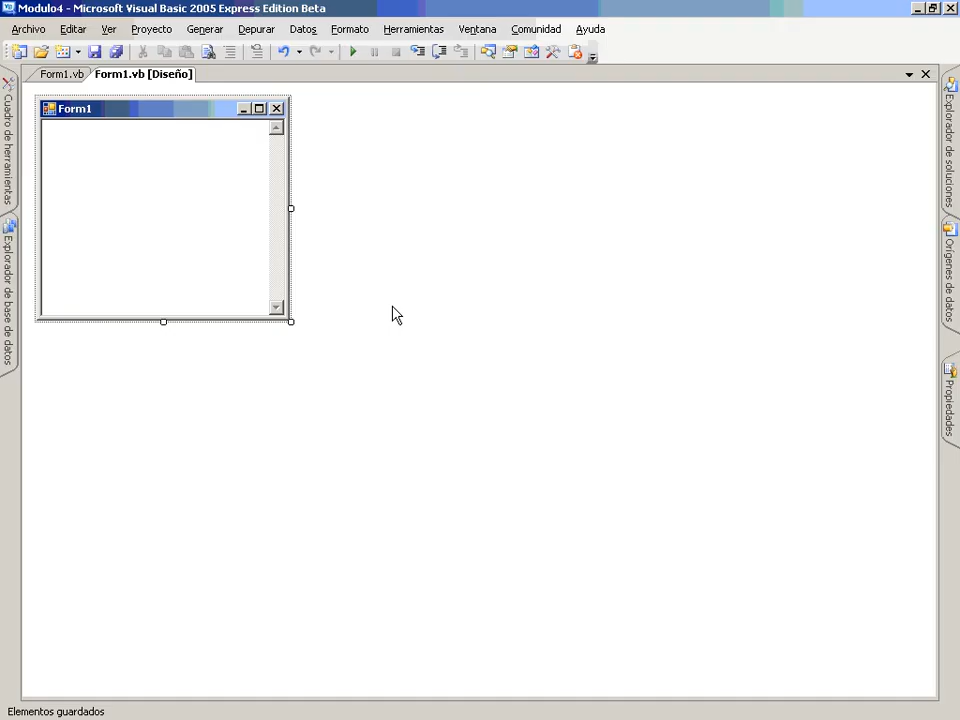 Modulo4 - Microsoft Visual Basic 2005 Express Edition Beta
Archivo Editar Ver Proyecto Generar Depurar Datos Formato Herramientas Ventana Comunidad Ayuda
Form1.vb Form1.vb [Diseño]
Form1
Cuadro de herramientas
Explorador de base de datos
Explorador de soluciones
Orígenes de datos
Propiedades
Elementos guardados